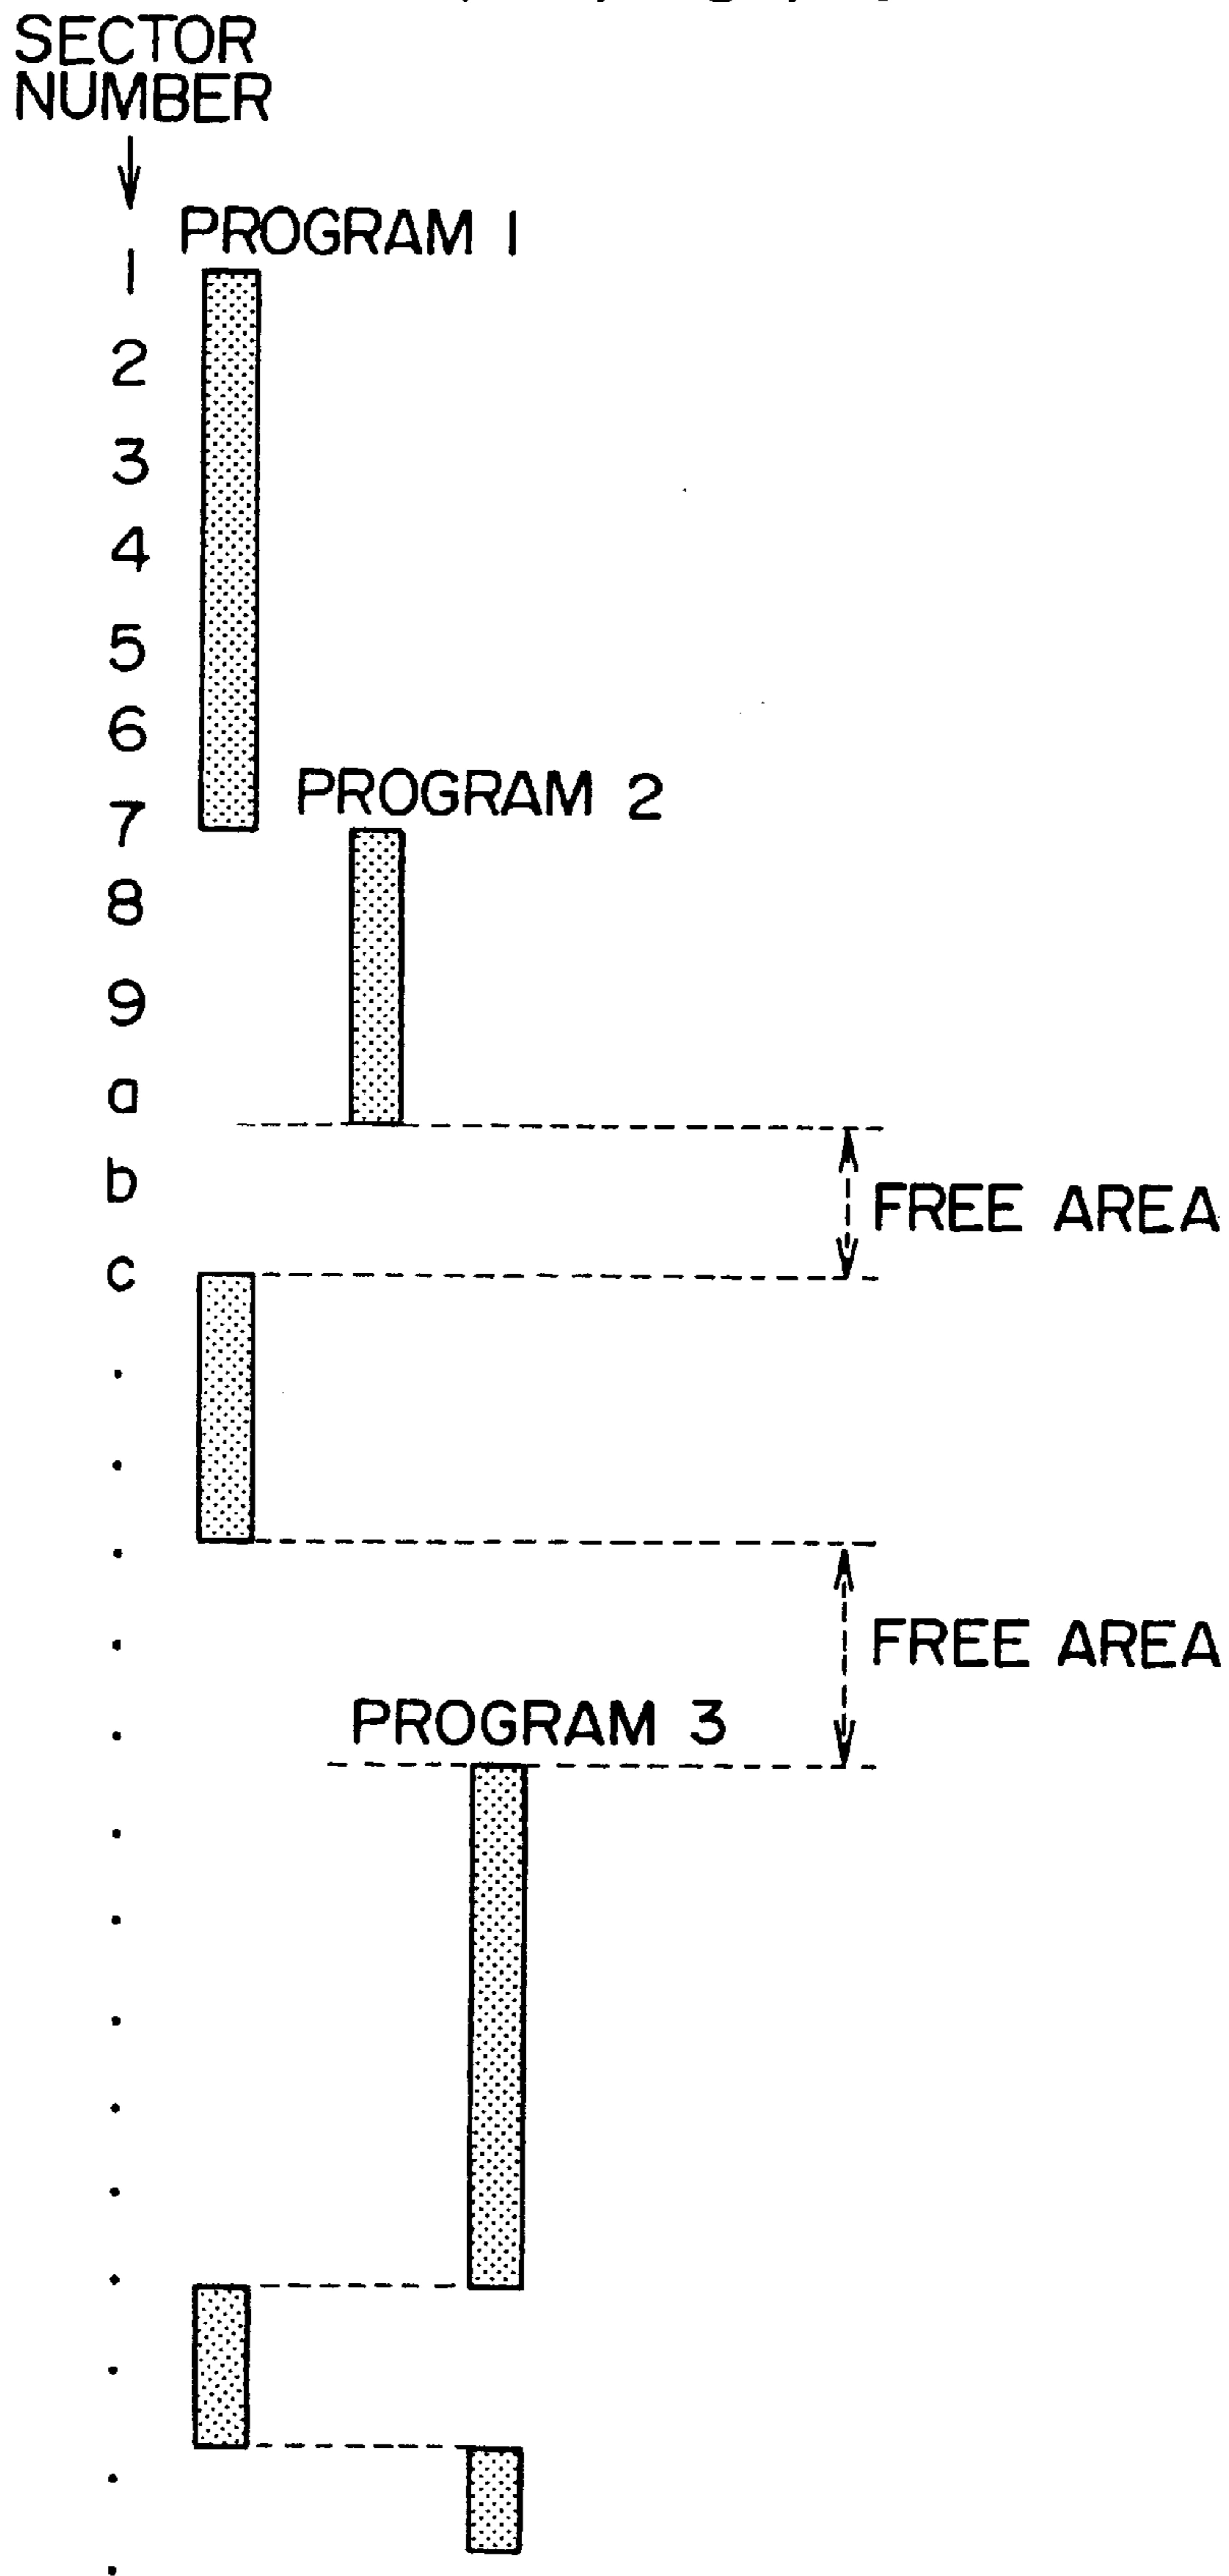 SECTOR
NUMBER
PROGRAM 1
1
2
3
4
5
6
PROGRAM 2
7
8
9
a
b
FREE AREA
c
.
.
.
FREE AREA
.
PROGRAM 3
.
.
.
.
.
.
.
.
.
.